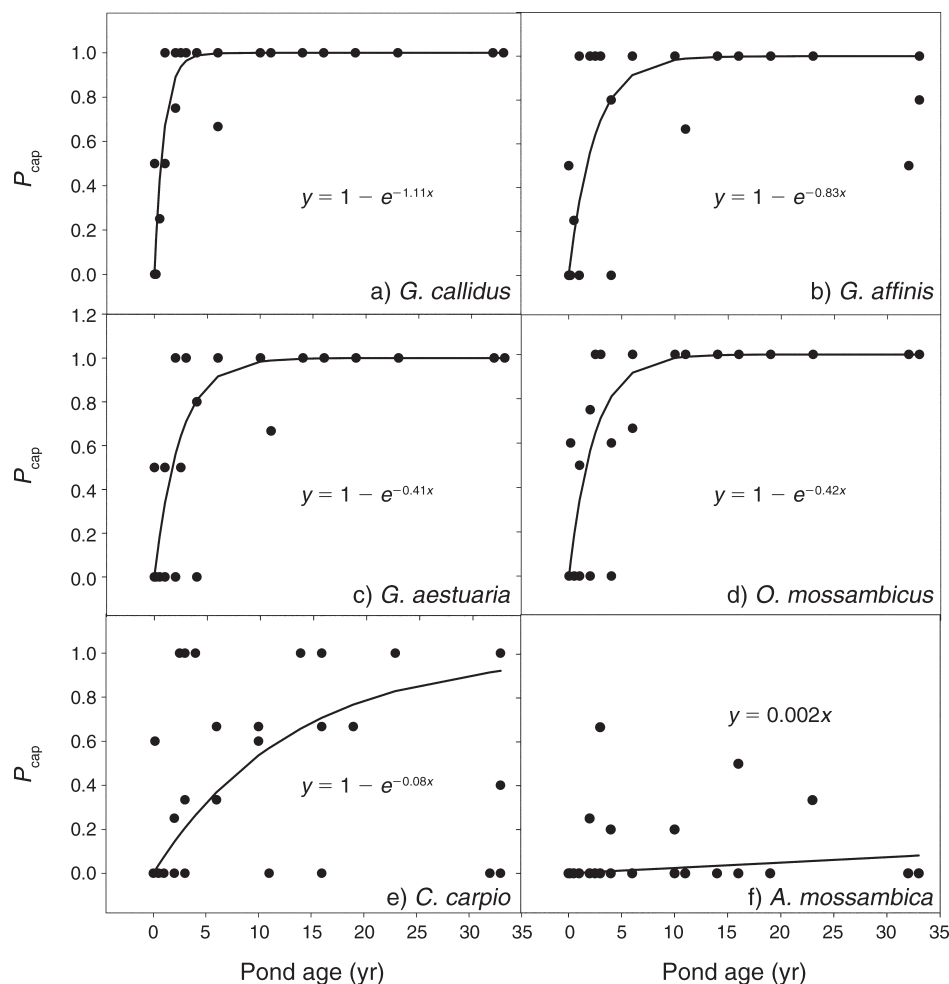 1.0
0.8
0.6
0.4
0.2
0.0
P_cap
y = 1 − e^−1.11x
a) G. callidus
y = 1 − e^−0.83x
b) G. affinis
1.2
1.0
0.8
0.6
0.4
0.2
0.0
P_cap
y = 1 − e^−0.41x
c) G. aestuaria
y = 1 − e^−0.42x
d) O. mossambicus
1.0
0.8
0.6
0.4
0.2
0.0
P_cap
y = 1 − e^−0.08x
e) C. carpio
y = 0.002x
f) A. mossambica
0 5 10 15 20 25 30 35 0 5 10 15 20 25 30 35
Pond age (yr) Pond age (yr)